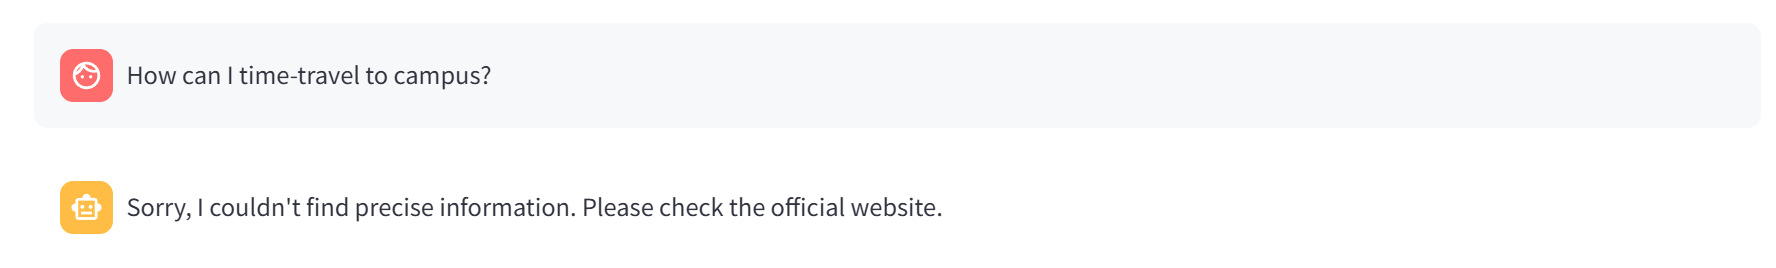 How can I time-travel to campus?
Sorry, I couldn't find precise information. Please check the official website.